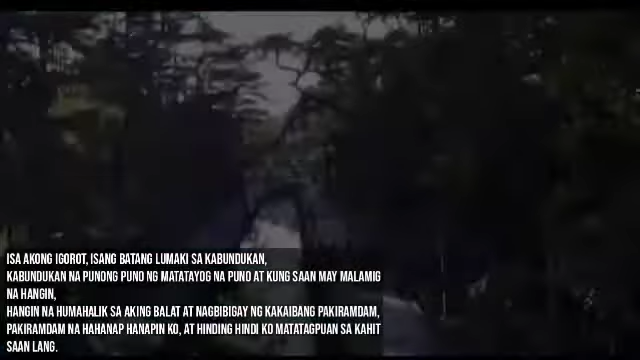 ISA AKONG IGOROT, ISANG BATANG LUMAKI SA KABUNDUKAN,
KABUNDUKAN NA PUNONG PUNO NG MATATAYOG NA PUNO AT KUNG SAAN MAY MALAMIG
NA HANGIN,
HANGIN NA HUMAHALIK SA AKING BALAT AT NAGBIBIGAY NG KAKAIBANG PAKIRAMDAM,
PAKIRAMDAM NA HAHANAP HANAPIN KO, AT HINDING HINDI KO MATATAGPUAN SA KAHIT
SAAN LANG.